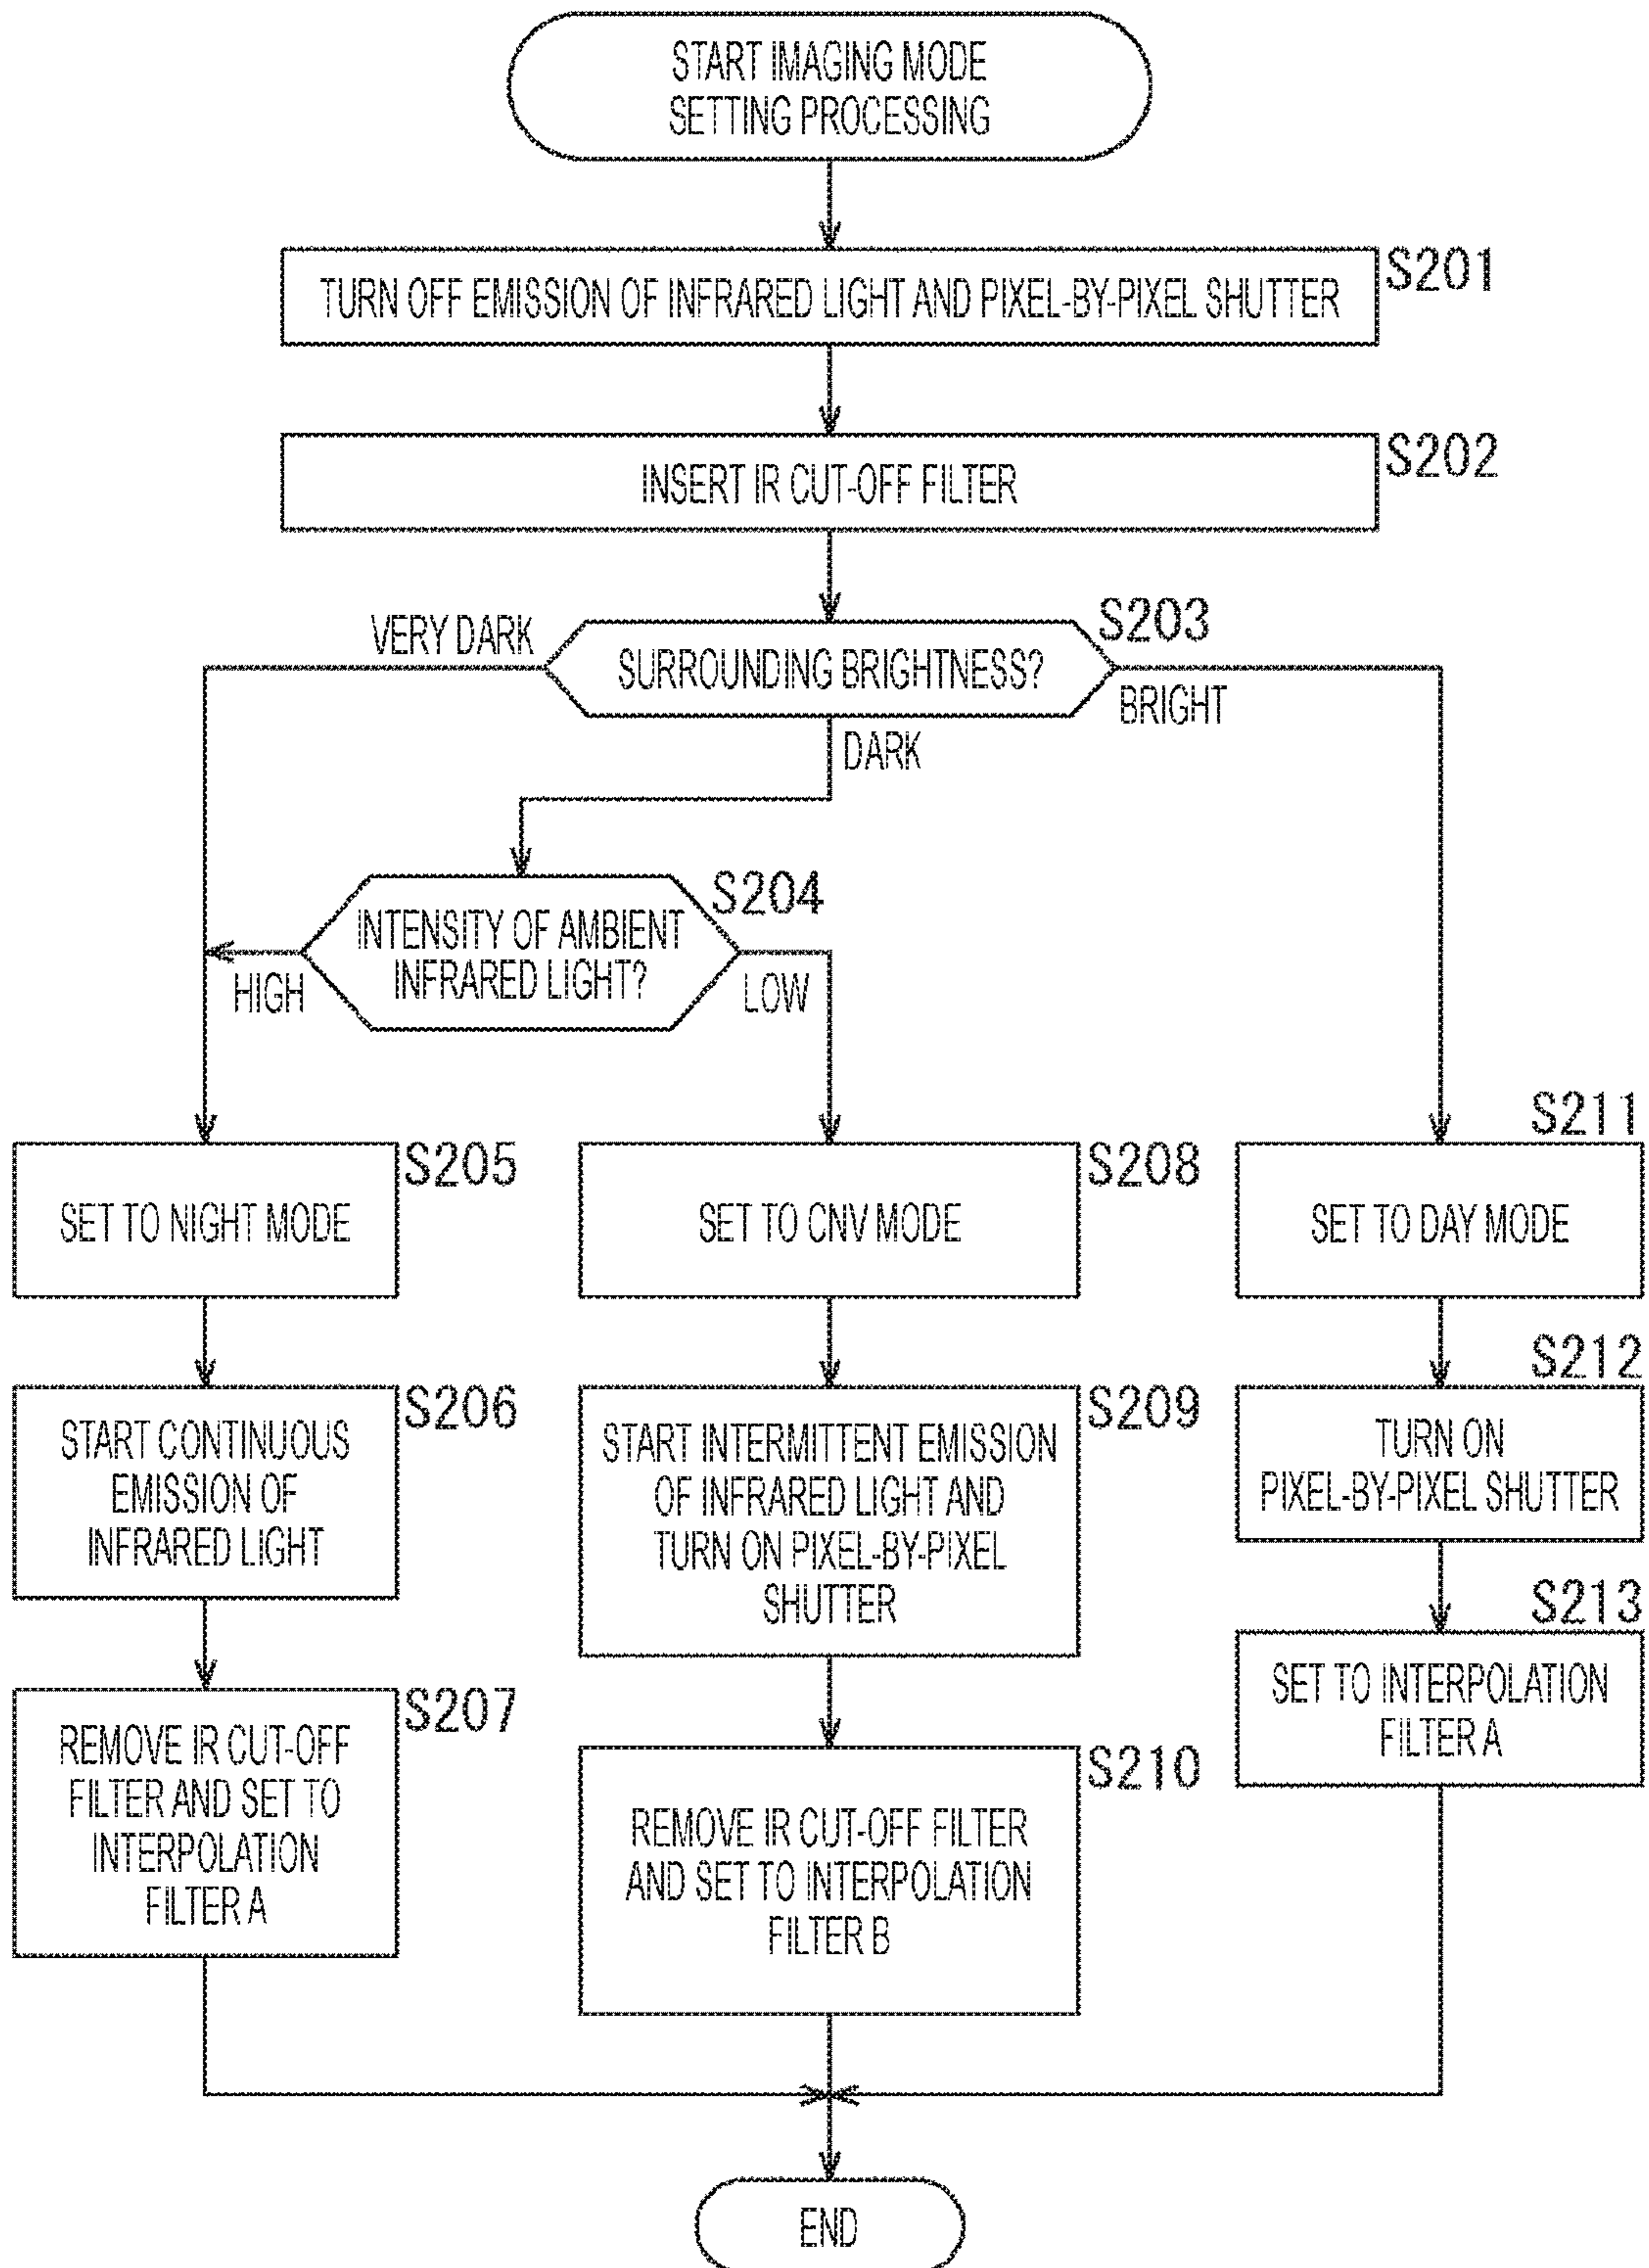 START IMAGING MODE
SETTING PROCESSING
TURN OFF EMISSION OF INFRARED LIGHT AND PIXEL-BY-PIXEL SHUTTER
S201
INSERT IR CUT-OFF FILTER
S202
VERY DARK
SURROUNDING BRIGHTNESS?
S203
BRIGHT
DARK
INTENSITY OF AMBIENT
INFRARED LIGHT?
S204
HIGH
LOW
SET TO NIGHT MODE
S205
START CONTINUOUS
EMISSION OF
INFRARED LIGHT
S206
REMOVE IR CUT-OFF
FILTER AND SET TO
INTERPOLATION
FILTER A
S207
SET TO CNV MODE
S208
START INTERMITTENT EMISSION
OF INFRARED LIGHT AND
TURN ON PIXEL-BY-PIXEL
SHUTTER
S209
REMOVE IR CUT-OFF FILTER
AND SET TO INTERPOLATION
FILTER B
S210
S211
SET TO DAY MODE
S212
TURN ON
PIXEL-BY-PIXEL SHUTTER
S213
SET TO INTERPOLATION
FILTER A
END